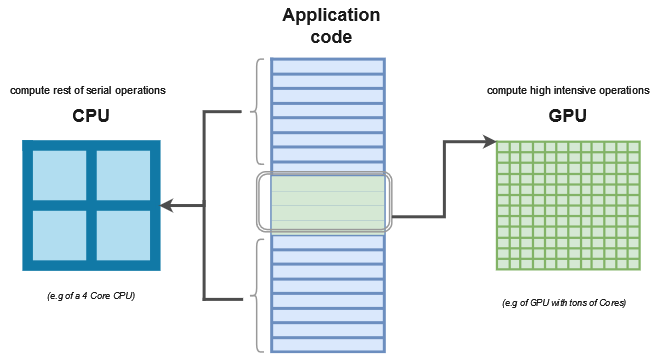 Application
code
compute rest of serial operations
CPU
(e.g of a 4 Core CPU)
compute high intensive operations
GPU
(e.g of GPU with tons of Cores)